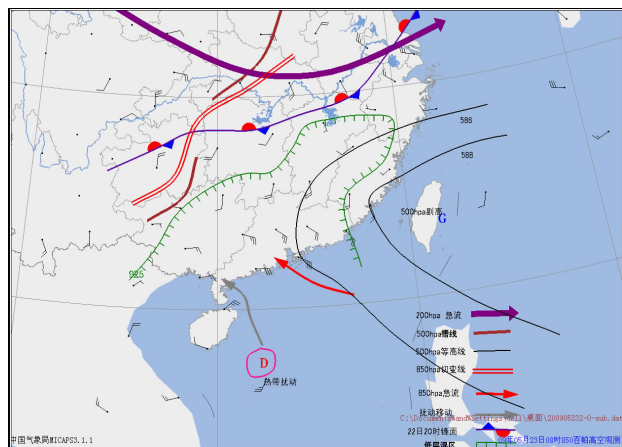 586
588
500hpa副高
G
925
D
热带扰动
200hpa 急流
500hpa槽线
500hpa等高线
850hpa切变线
850hpa急流
扰动移动
C:\Documents and Settings\dell\桌面\200905232-0-sub.dat
22日20时锋面
09年05月23日08时850百帕高空观测
低层湿区
中国气象局MICAPS3.1.1